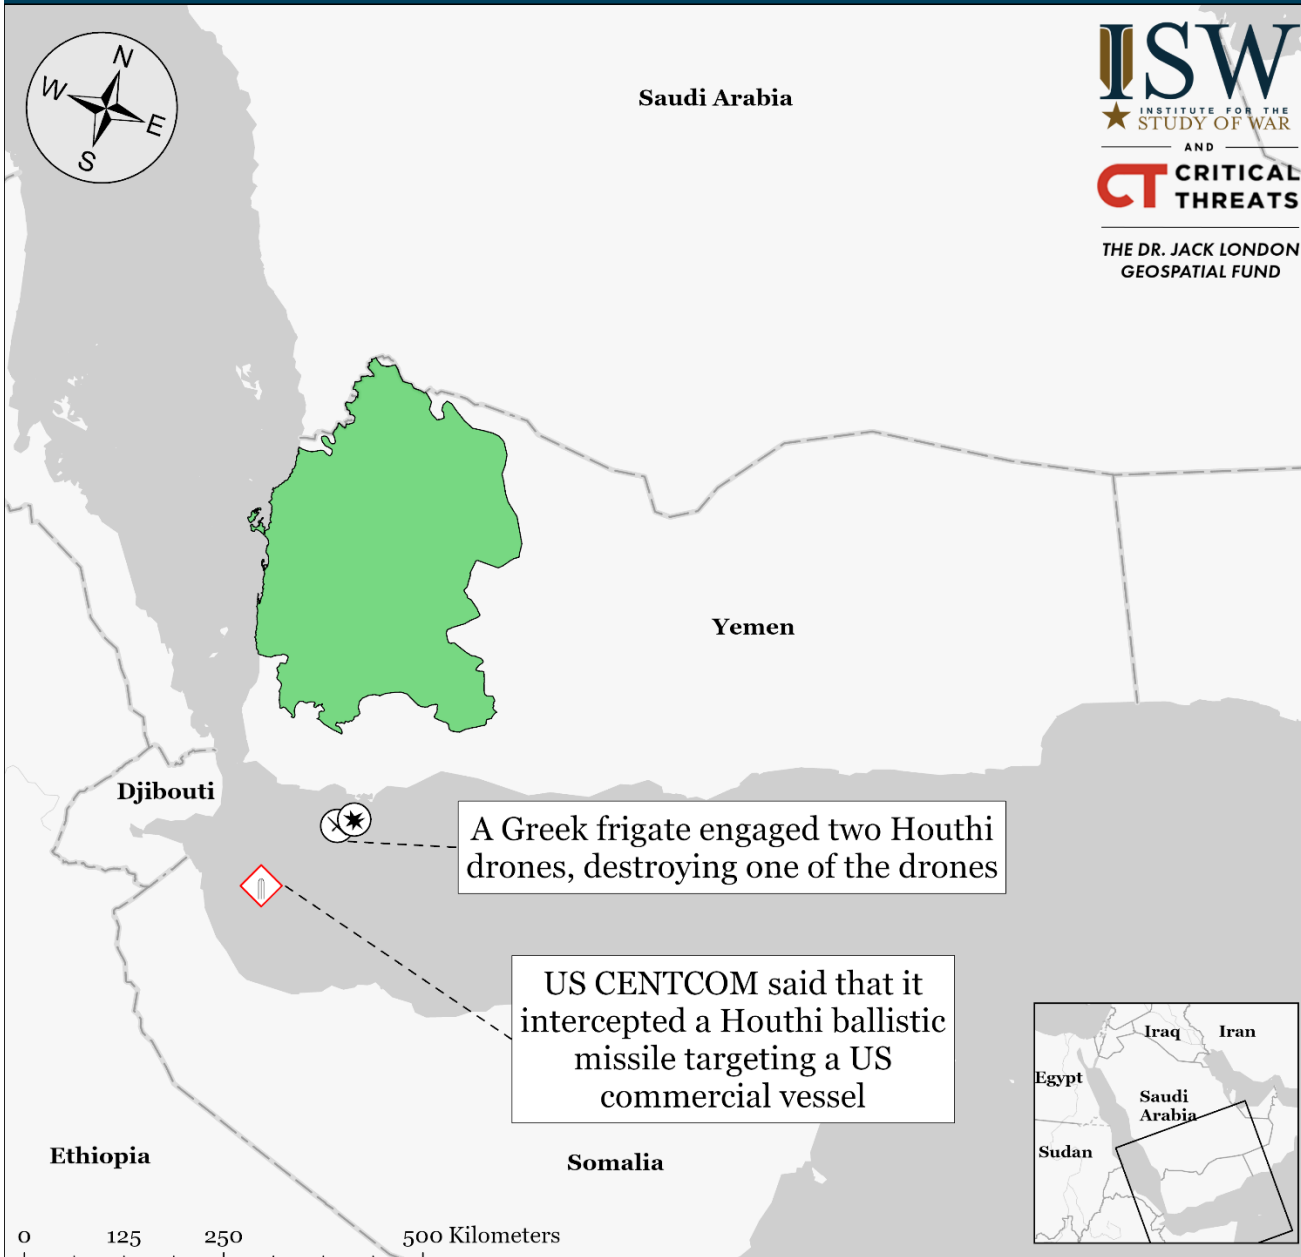 N
W
E
S
Saudi Arabia
ISW
INSTITUTE FOR THE
STUDY OF WAR
AND
CT CRITICAL
THREATS
THE DR. JACK LONDON
GEOSPATIAL FUND
Yemen
Djibouti
A Greek frigate engaged two Houthi
drones, destroying one of the drones
US CENTCOM said that it
intercepted a Houthi ballistic
missile targeting a US
commercial vessel
Ethiopia
Somalia
0 125 250 500 Kilometers
Iraq
Iran
Egypt
Saudi
Arabia
Sudan